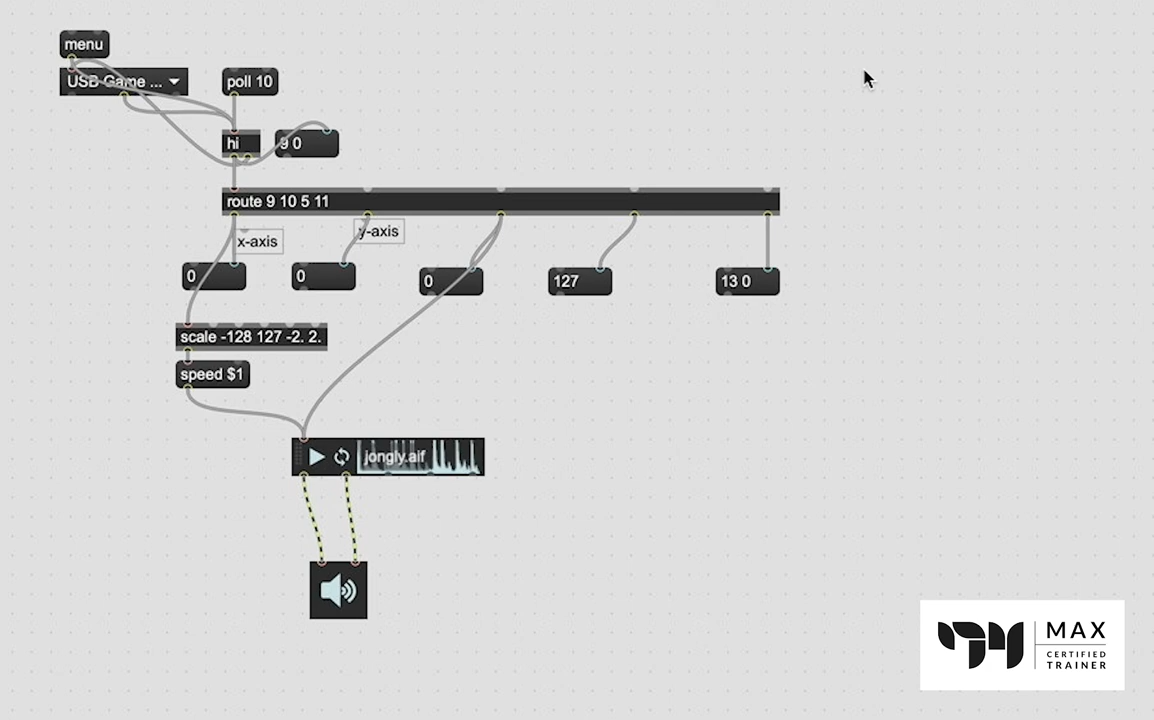 menu
USB Game ...
poll 10
hi
9 0
route 9 10 5 11
x-axis
y-axis
0
0
0
127
13 0
scale -128 127 -2. 2.
speed $1
jongly.aif
MAX
CERTIFIED
TRAINER